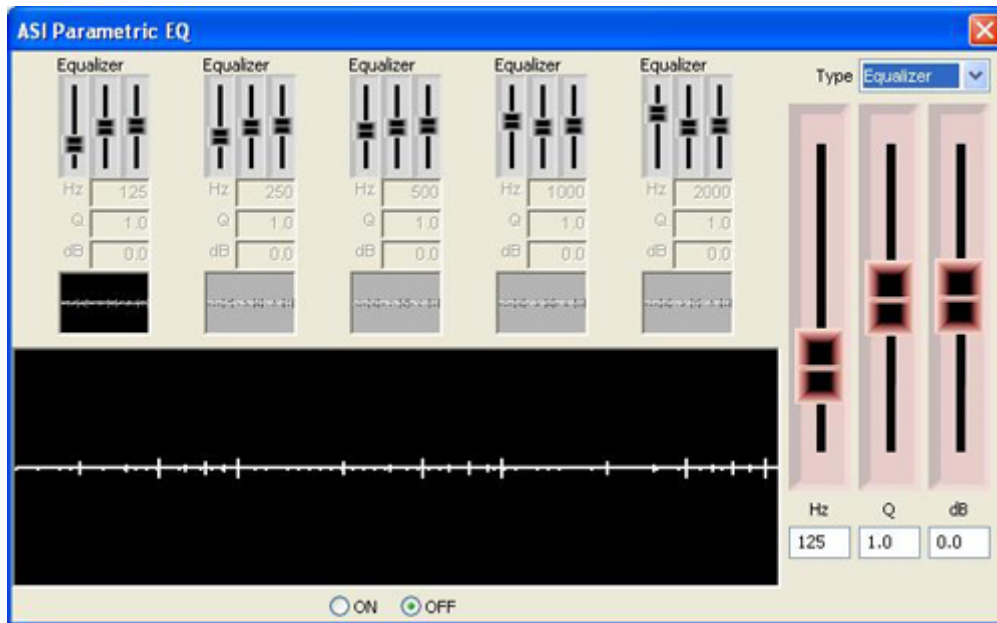 ASI Parametric EQ
Equalizer Equalizer Equalizer Equalizer Equalizer
Type Equalizer
Hz 125 Hz 250 Hz 500 Hz 1000 Hz 2000
Q 1.0 Q 1.0 Q 1.0 Q 1.0 Q 1.0
dB 0.0 dB 0.0 dB 0.0 dB 0.0 dB 0.0
Hz Q dB
125 1.0 0.0
ON OFF